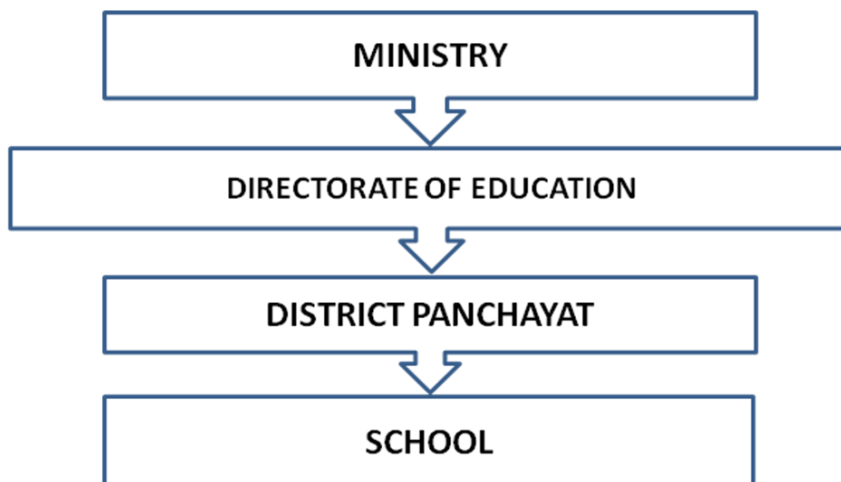 MINISTRY
DIRECTORATE OF EDUCATION
DISTRICT PANCHAYAT
SCHOOL